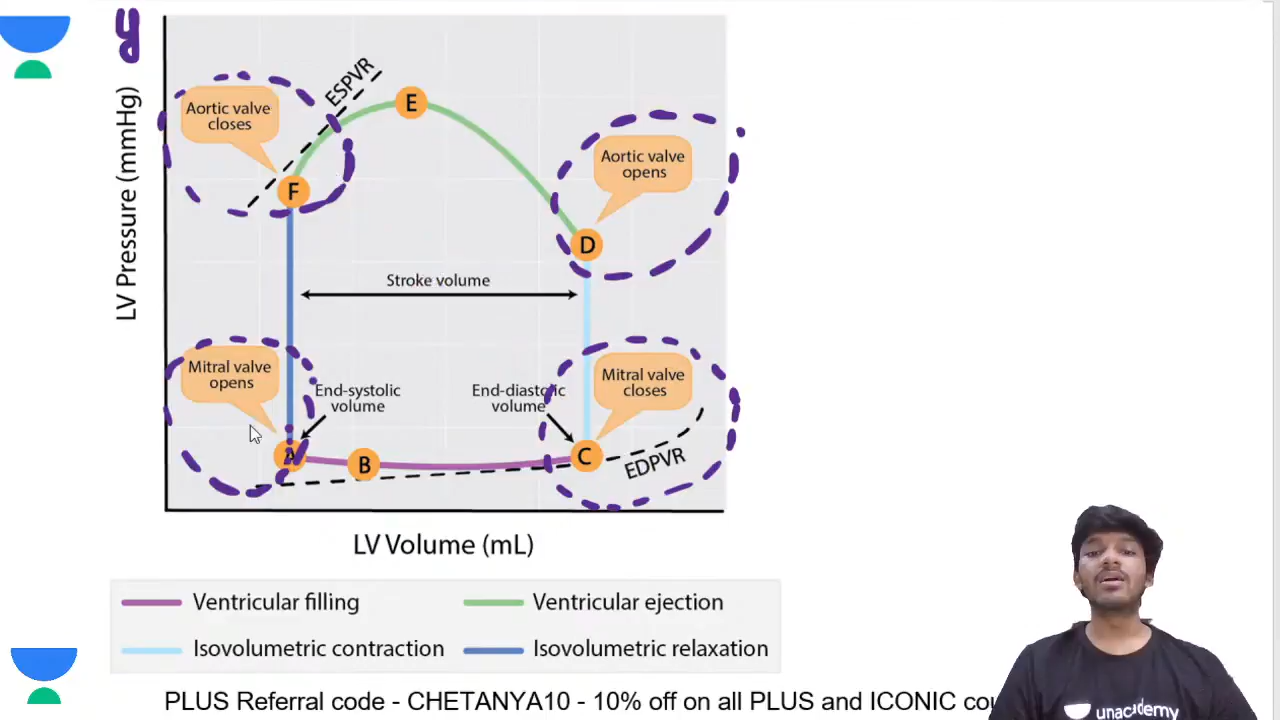 y
ESPVR
E
Aortic valve
closes
Aortic valve
opens
F
D
LV Pressure (mmHg)
Stroke volume
Mitral valve
opens
End-systolic
volume
End-diastolic
volume
Mitral valve
closes
A
B
C
EDPVR
LV Volume (mL)
Ventricular filling
Ventricular ejection
Isovolumetric contraction
Isovolumetric relaxation
PLUS Referral code - CHETANYA10 - 10% off on all PLUS and ICONIC cou
unacademy